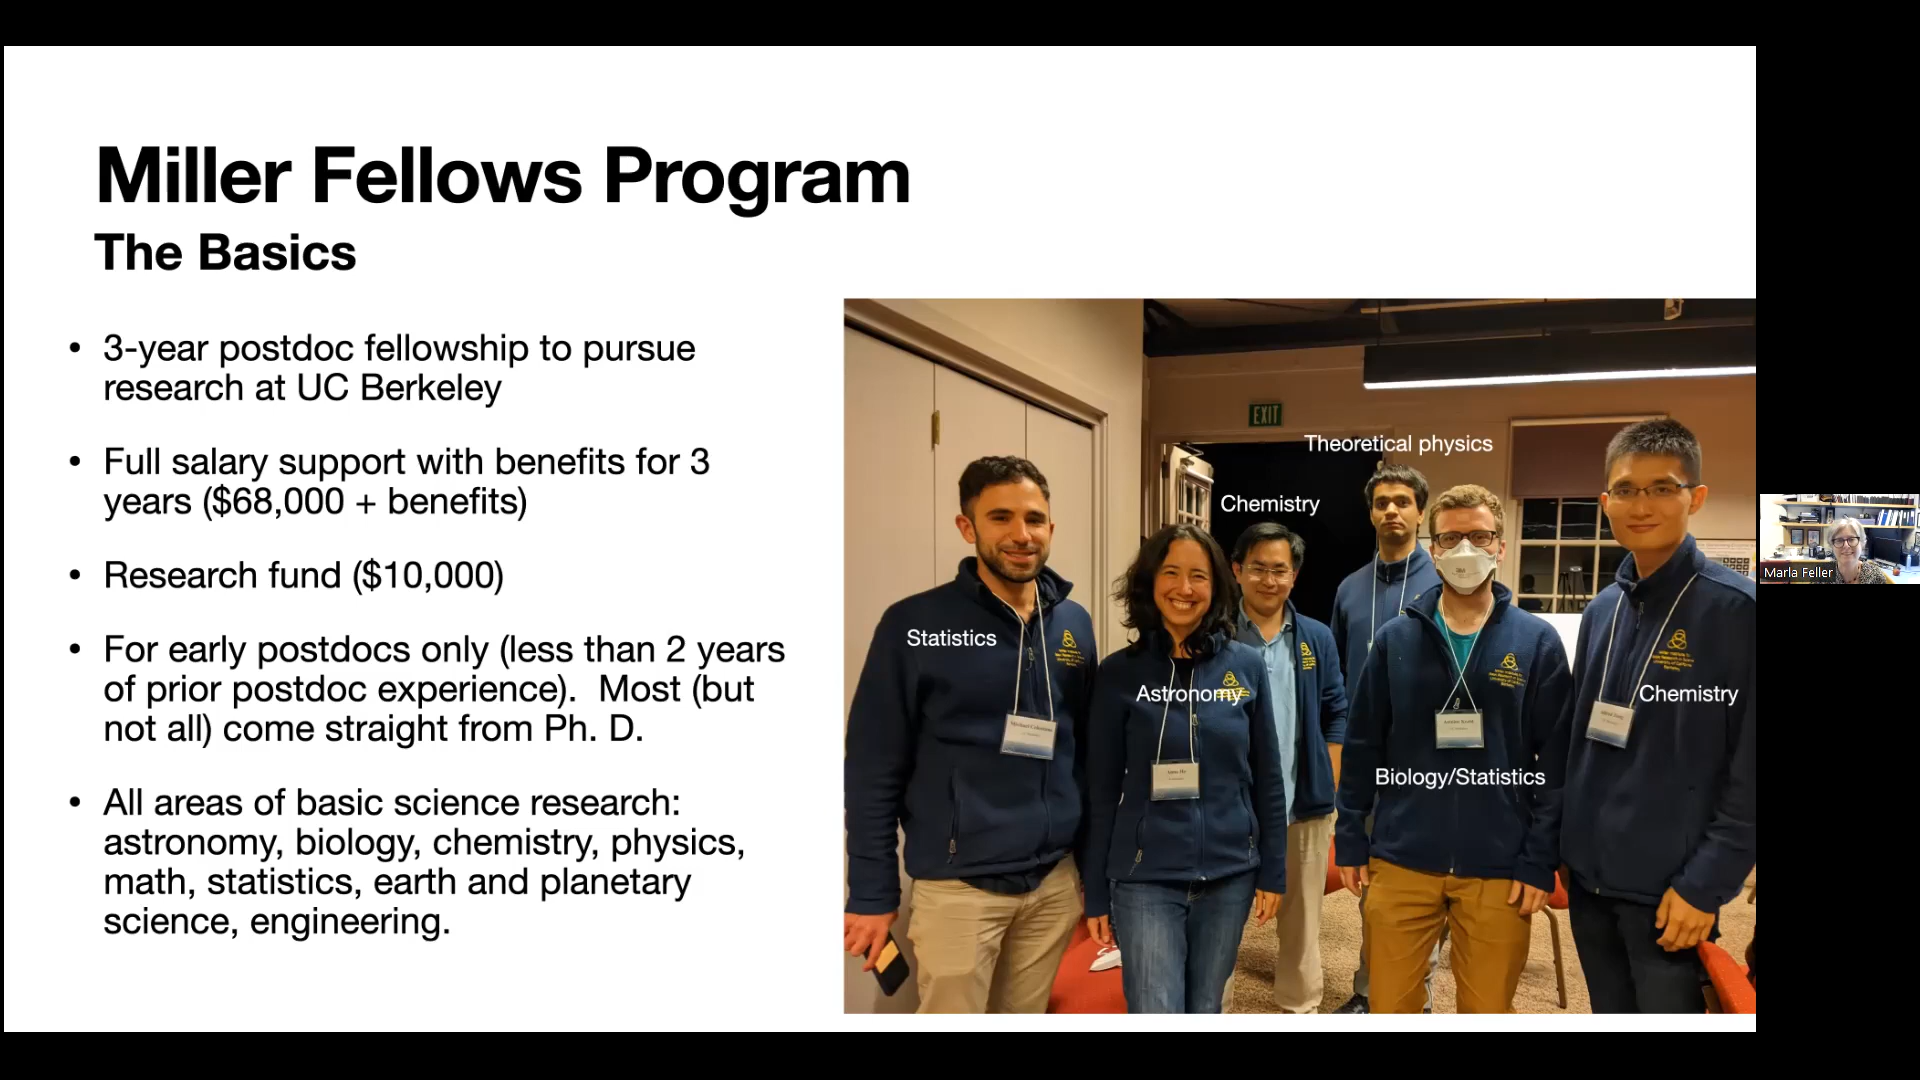 Miller Fellows Program
The Basics
• 3-year postdoc fellowship to pursue
research at UC Berkeley
• Full salary support with benefits for 3
years ($68,000 + benefits)
• Research fund ($10,000)
• For early postdocs only (less than 2 years
of prior postdoc experience).  Most (but
not all) come straight from Ph. D.
• All areas of basic science research:
astronomy, biology, chemistry, physics,
math, statistics, earth and planetary
science, engineering.
EXIT
Theoretical physics
Chemistry
Statistics
Astronomy
Chemistry
Biology/Statistics
Marla Feller